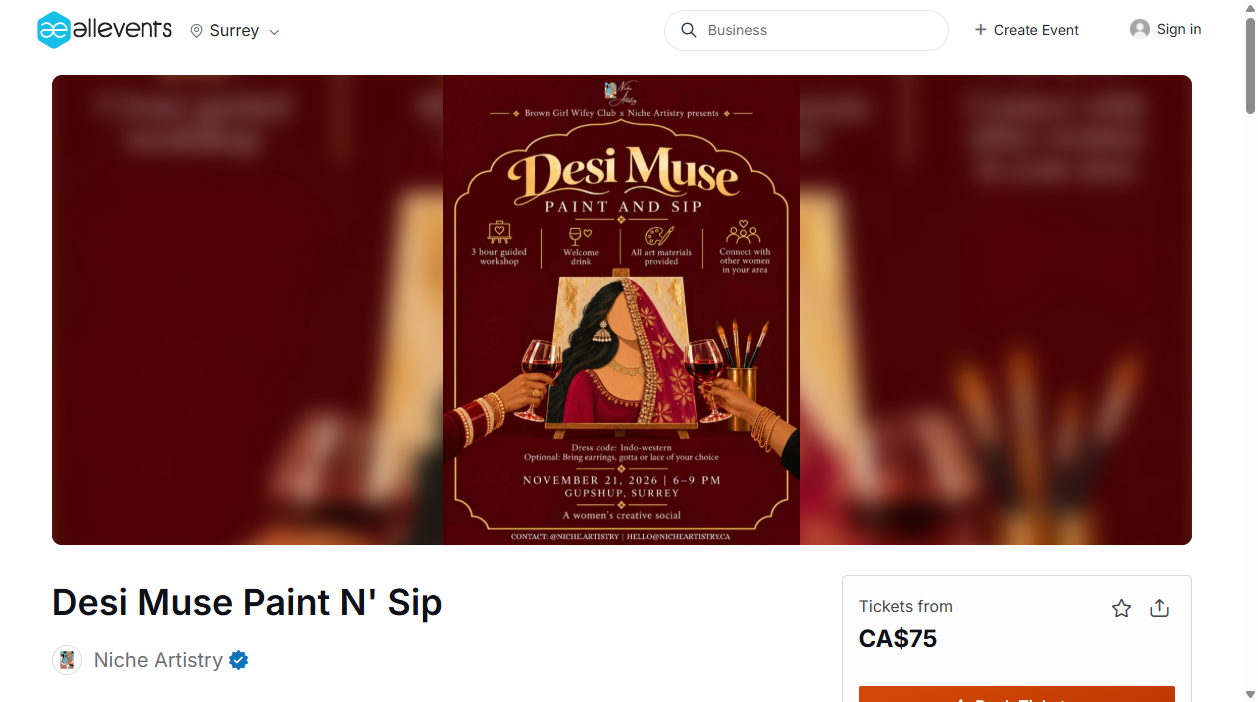 allevents
Surrey
Business
Create Event
Sign in
Niche
Artistry
Brown Girl Wifey Club x Niche Artistry presents
Desi Muse
PAINT AND SIP
3 hour guided
workshop
Welcome
drink
All art materials
provided
Connect with
other women
in your area
Dress code: Indo-western
Optional: Bring earrings, gotta or lace of your choice
NOVEMBER 21, 2026 | 6–9 PM
GUPSHUP, SURREY
A women's creative social
CONTACT: @NICHE.ARTISTRY | HELLO@NICHEARTISTRY.CA
Desi Muse Paint N' Sip
Niche Artistry
Tickets from
CA$75